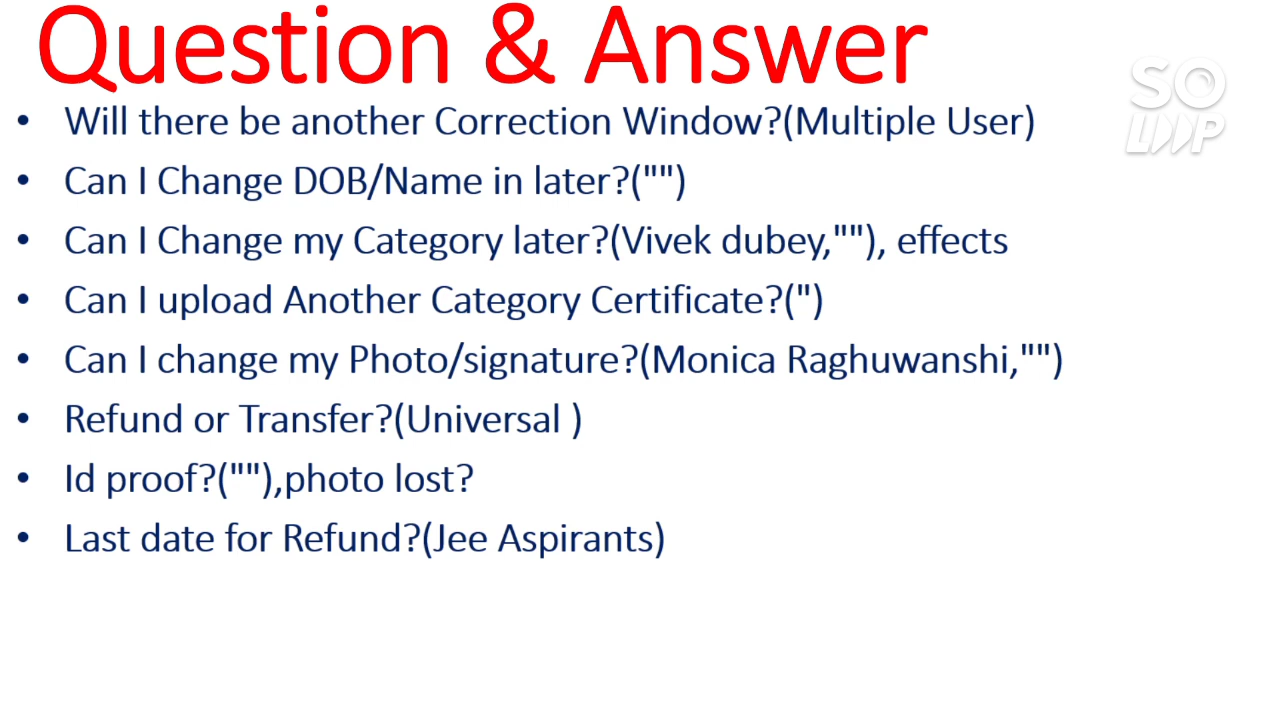 Question & Answer
SO
LOOP
• Will there be another Correction Window?(Multiple User)
• Can I Change DOB/Name in later?("")
• Can I Change my Category later?(Vivek dubey,""), effects
• Can I upload Another Category Certificate?(")
• Can I change my Photo/signature?(Monica Raghuwanshi,"")
• Refund or Transfer?(Universal )
• Id proof?(""),photo lost?
• Last date for Refund?(Jee Aspirants)